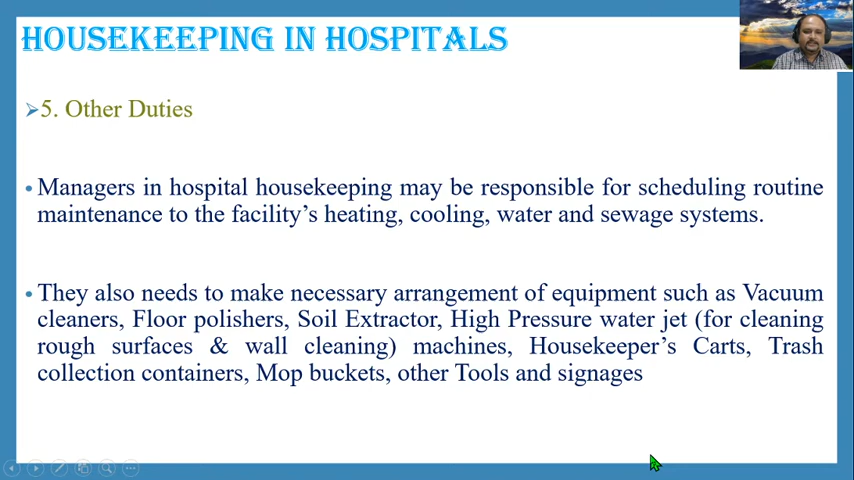 HOUSEKEEPING IN HOSPITALS
5. Other Duties
Managers in hospital housekeeping may be responsible for scheduling routine
maintenance to the facility’s heating, cooling, water and sewage systems.
They also needs to make necessary arrangement of equipment such as Vacuum
cleaners, Floor polishers, Soil Extractor, High Pressure water jet (for cleaning
rough surfaces & wall cleaning) machines, Housekeeper’s Carts, Trash
collection containers, Mop buckets, other Tools and signages